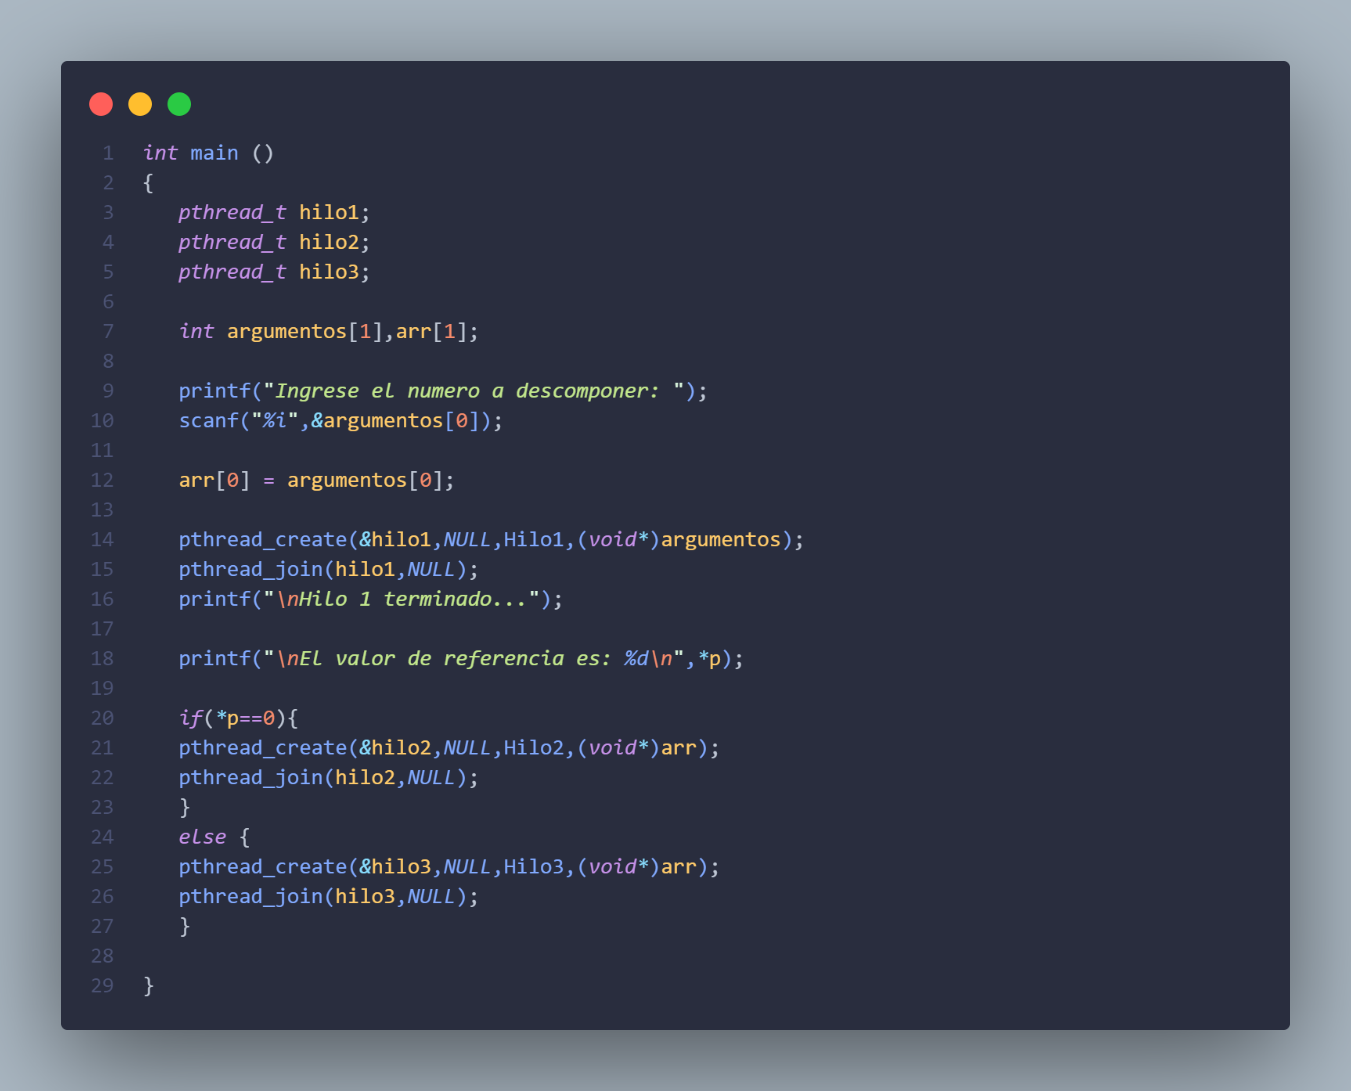 1 int main ()
2 {
3    pthread_t hilo1;
4    pthread_t hilo2;
5    pthread_t hilo3;
6
7    int argumentos[1],arr[1];
8
9    printf("Ingrese el numero a descomponer: ");
10    scanf("%i",&argumentos[0]);
11
12    arr[0] = argumentos[0];
13
14    pthread_create(&hilo1,NULL,Hilo1,(void*)argumentos);
15    pthread_join(hilo1,NULL);
16    printf("\nHilo 1 terminado...");
17
18    printf("\nEl valor de referencia es: %d\n",*p);
19
20    if(*p==0){
21    pthread_create(&hilo2,NULL,Hilo2,(void*)arr);
22    pthread_join(hilo2,NULL);
23    }
24    else {
25    pthread_create(&hilo3,NULL,Hilo3,(void*)arr);
26    pthread_join(hilo3,NULL);
27    }
28
29 }